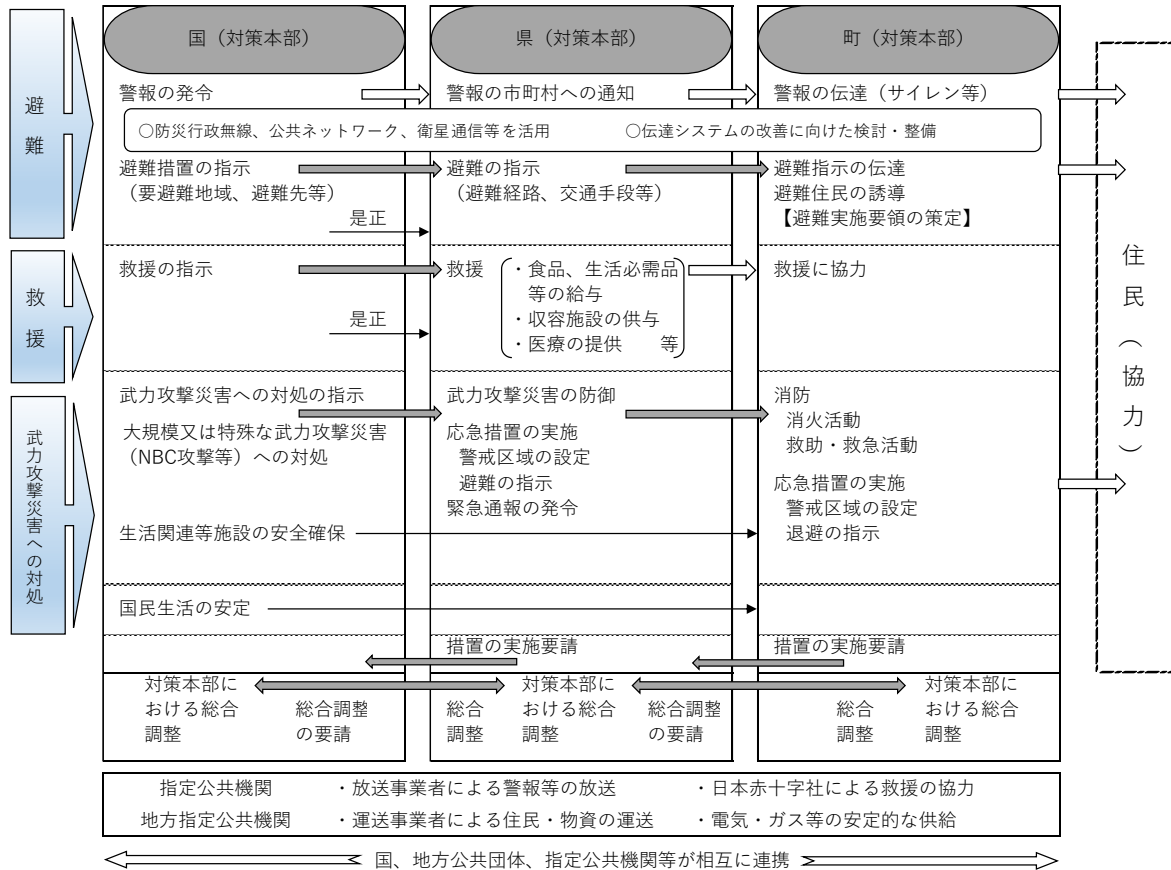 国（対策本部）
県（対策本部）
町（対策本部）
避難
警報の発令
警報の市町村への通知
警報の伝達（サイレン等）
○防災行政無線、公共ネットワーク、衛星通信等を活用
○伝達システムの改善に向けた検討・整備
避難措置の指示
（要避難地域、避難先等）
是正
避難の指示
（避難経路、交通手段等）
避難指示の伝達
避難住民の誘導
【避難実施要領の策定】
救援
救援の指示
是正
救援
・食品、生活必需品
等の給与
・収容施設の供与
・医療の提供　等
救援に協力
武力攻撃災害への対処
武力攻撃災害への対処の指示
大規模又は特殊な武力攻撃災害
（NBC攻撃等）への対処
生活関連等施設の安全確保
武力攻撃災害の防御
応急措置の実施
警戒区域の設定
避難の指示
緊急通報の発令
消防
消火活動
救助・救急活動
応急措置の実施
警戒区域の設定
退避の指示
国民生活の安定
措置の実施要請
措置の実施要請
対策本部に
おける総合
調整
総合調整
の要請
総合
調整
対策本部に
おける総合
調整
総合調整
の要請
総合
調整
対策本部に
おける総合
調整
住民（協力）
指定公共機関　・放送事業者による警報等の放送　・日本赤十字社による救援の協力
地方指定公共機関　・運送事業者による住民・物資の運送　・電気・ガス等の安定的な供給
国、地方公共団体、指定公共機関等が相互に連携